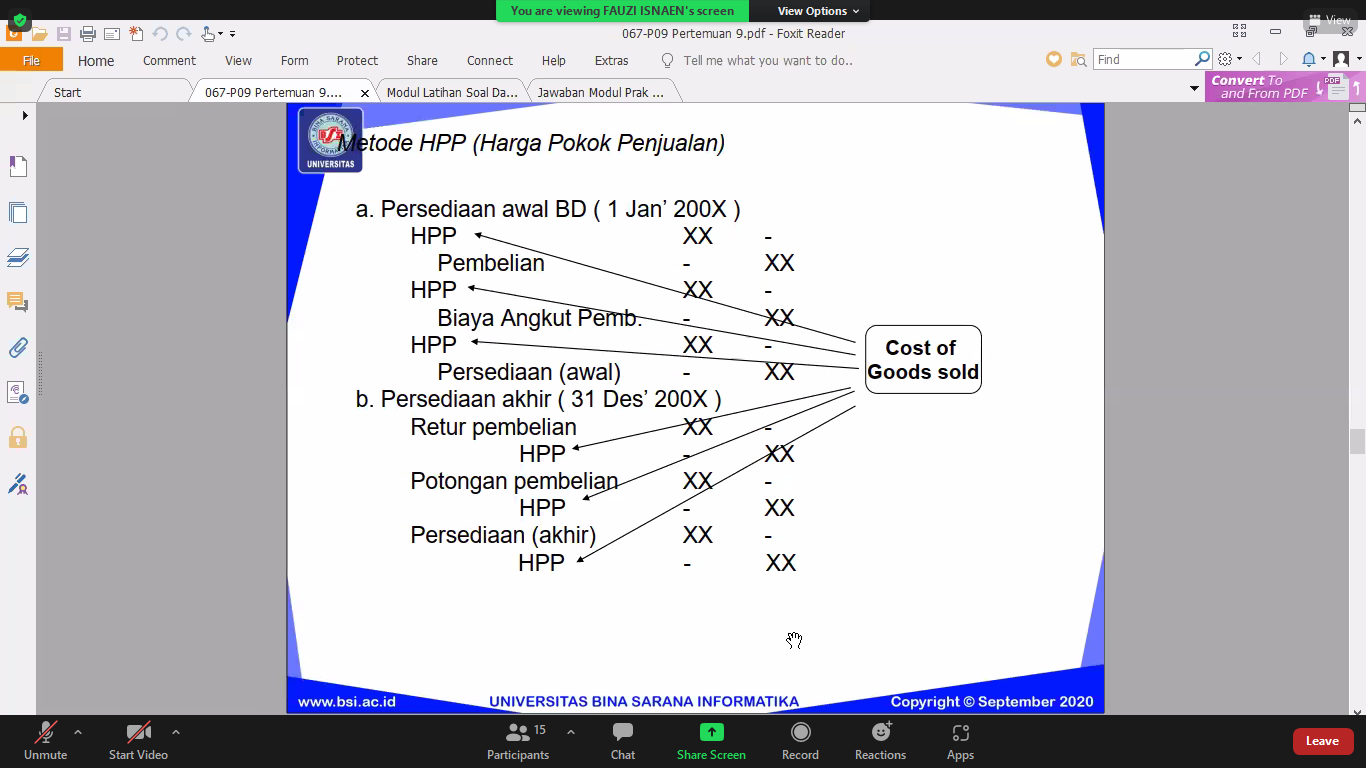 You are viewing FAUZI ISNAEN's screen View Options
View
067-P09 Pertemuan 9.pdf - Foxit Reader
File Home Comment View Form Protect Share Connect Help Extras Tell me what you want to do.. Find
Start 067-P09 Pertemuan 9.... Modul Latihan Soal Da... Jawaban Modul Prak ... Convert To
and From PDF
PDF
UNIVERSITAS
Metode HPP (Harga Pokok Penjualan)
a. Persediaan awal BD ( 1 Jan’ 200X )
HPP XX -
Pembelian - XX
HPP XX -
Biaya Angkut Pemb. - XX
HPP XX -
Persediaan (awal) - XX
Cost of
Goods sold
b. Persediaan akhir ( 31 Des’ 200X )
Retur pembelian XX -
HPP - XX
Potongan pembelian XX -
HPP - XX
Persediaan (akhir) XX -
HPP - XX
www.bsi.ac.id UNIVERSITAS BINA SARANA INFORMATIKA Copyright © September 2020
15
Unmute Start Video Participants Chat Share Screen Record Reactions Apps Leave